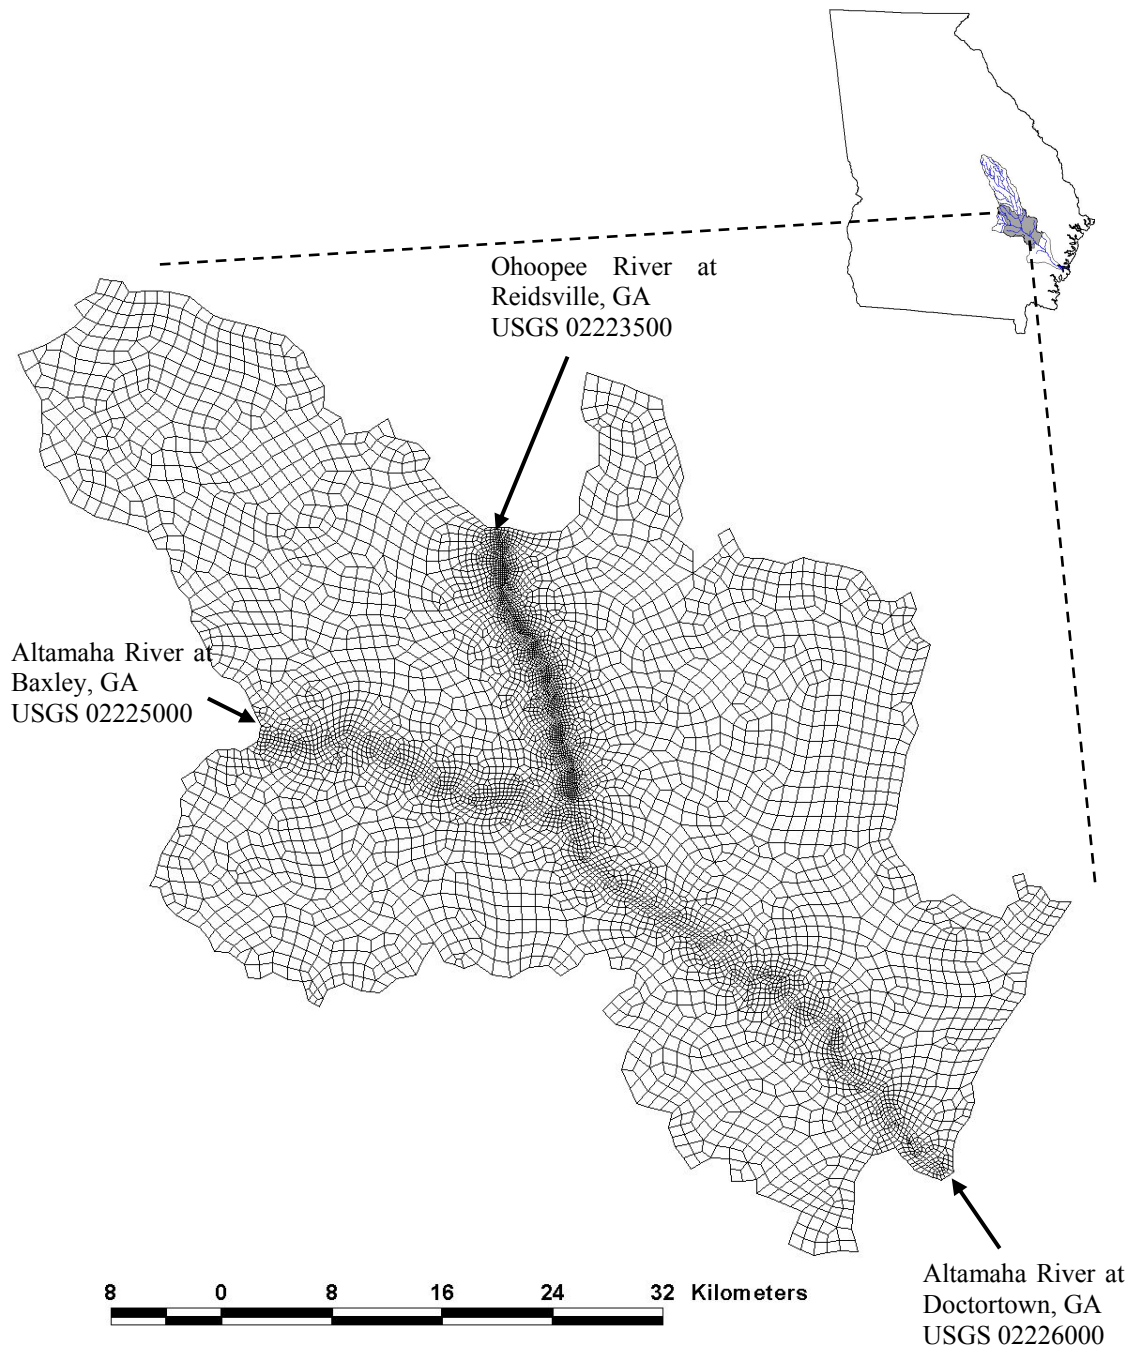 Ohoopee River at
Reidsville, GA
USGS 02223500
Altamaha River at
Baxley, GA
USGS 02225000
8 0 8 16 24 32 Kilometers
Altamaha River at
Doctortown, GA
USGS 02226000